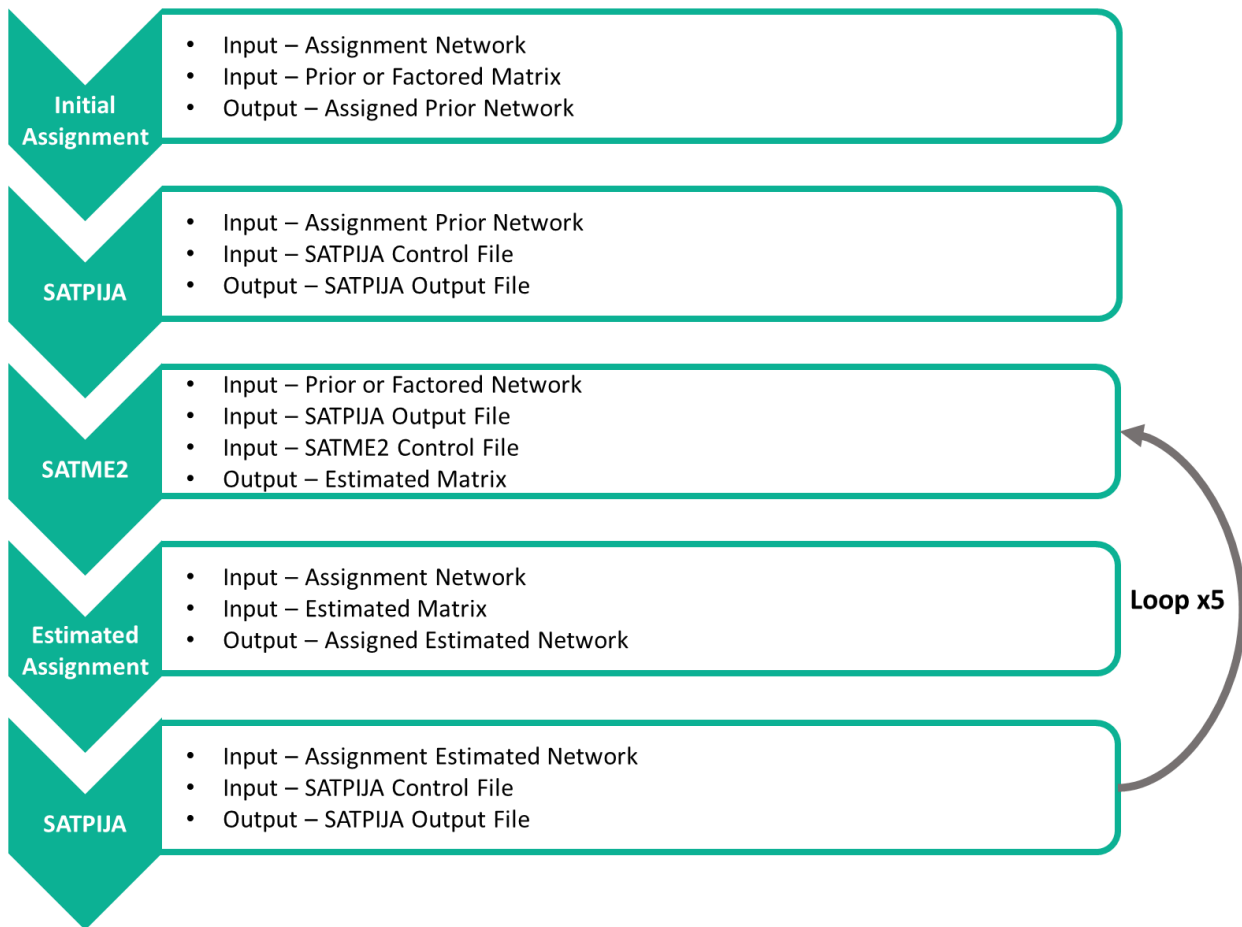 Initial
Assignment
• Input – Assignment Network
• Input – Prior or Factored Matrix
• Output – Assigned Prior Network
SATPIJA
• Input – Assignment Prior Network
• Input – SATPIJA Control File
• Output – SATPIJA Output File
SATME2
• Input – Prior or Factored Network
• Input – SATPIJA Output File
• Input – SATME2 Control File
• Output – Estimated Matrix
Estimated
Assignment
• Input – Assignment Network
• Input – Estimated Matrix
• Output – Assigned Estimated Network
Loop x5
SATPIJA
• Input – Assignment Estimated Network
• Input – SATPIJA Control File
• Output – SATPIJA Output File